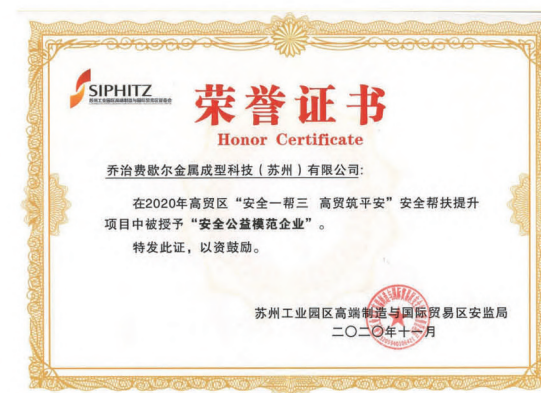 SIPHITZ
荣誉证书
Honor Certificate
乔治费歇尔金属成型科技（苏州）有限公司:
在2020年高贸区“安全一帮三 高贸筑平安”安全帮扶提升
项目中被授予“安全公益模范企业”。
特发此证，以资鼓励。
苏州工业园区高端制造与国际贸易区安监局
二〇二〇年十一月